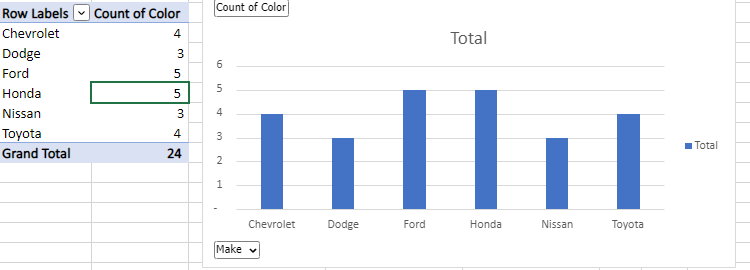 Row Labels Count of Color
Chevrolet 4
Dodge 3
Ford 5
Honda 5
Nissan 3
Toyota 4
Grand Total 24
Count of Color
Total
6
5
4
3
2
1
-
Chevrolet Dodge Ford Honda Nissan Toyota
Total
Make